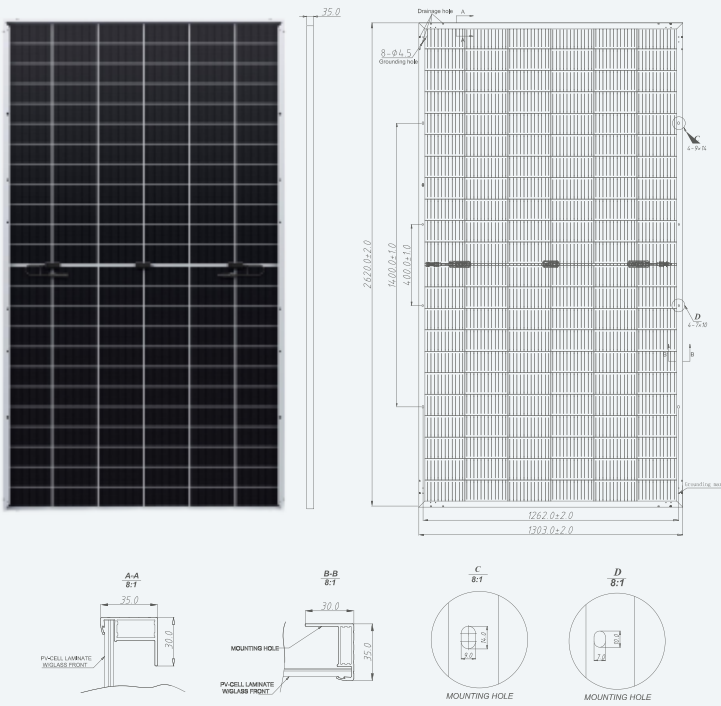 35.0
Drainage hole
A
A
8-Φ4.5
Grounding hole
C
4-9×14
2620.0±2.0
1400.0±1.0
400.0±1.0
D
4-7×10
B
B
1262.0±2.0
1303.0±2.0
A-A
8:1
35.0
30.0
PV-CELL LAMINATE
W/GLASS FRONT
B-B
8:1
30.0
35.0
MOUNTING HOLE
PV-CELL LAMINATE
W/GLASS FRONT
C
8:1
14.0
9.0
MOUNTING HOLE
D
8:1
10.0
7.0
MOUNTING HOLE